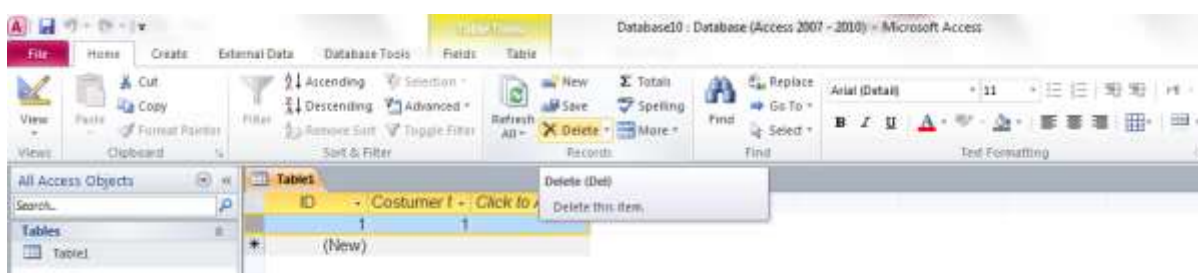 Database10 : Database (Access 2007 - 2010) - Microsoft Access
File Home Create External Data Database Tools Fields Table
View Paste Cut Copy Format Painter
Filter Ascending Descending Remove Sort Selection Advanced Toggle Filter
Refresh All New Save Delete Totals Spelling More
Find Replace Go To Select
Arial (Detail) 11
B I U A
Views Clipboard Sort & Filter Records Find Text Formatting
All Access Objects
Search..
Tables
Table1
Table1
ID Costumer t Click to A
1 1
(New)
Delete (Del)
Delete this item.